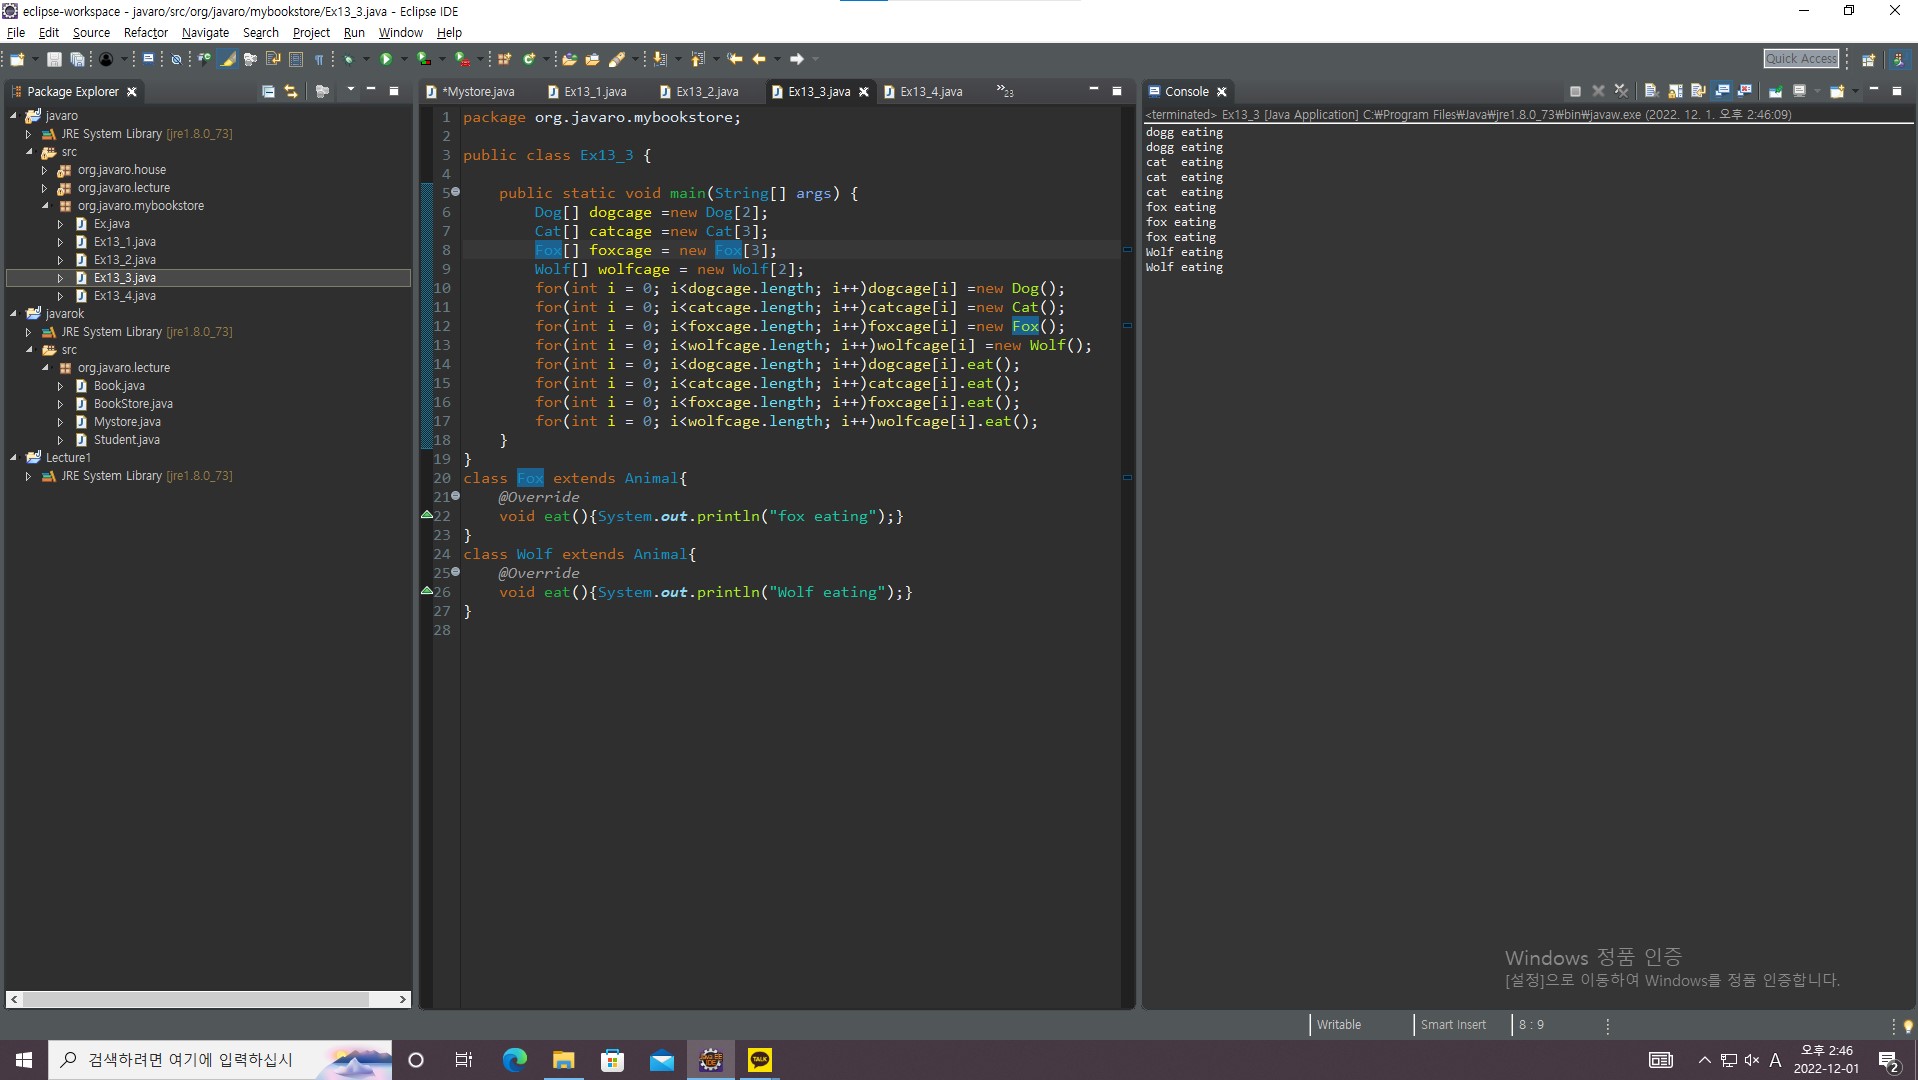 eclipse-workspace - javaro/src/org/javaro/mybookstore/Ex13_3.java - Eclipse IDE
File Edit Source Refactor Navigate Search Project Run Window Help
Quick Access
Package Explorer
javaro
JRE System Library [jre1.8.0_73]
src
org.javaro.house
org.javaro.lecture
org.javaro.mybookstore
Ex.java
Ex13_1.java
Ex13_2.java
Ex13_3.java
Ex13_4.java
javarok
JRE System Library [jre1.8.0_73]
src
org.javaro.lecture
Book.java
BookStore.java
Mystore.java
Student.java
Lecture1
JRE System Library [jre1.8.0_73]
*Mystore.java Ex13_1.java Ex13_2.java Ex13_3.java Ex13_4.java »23
1 package org.javaro.mybookstore;
2
3 public class Ex13_3 {
4
5     public static void main(String[] args) {
6         Dog[] dogcage =new Dog[2];
7         Cat[] catcage =new Cat[3];
8         Fox[] foxcage = new Fox[3];
9         Wolf[] wolfcage = new Wolf[2];
10         for(int i = 0; i<dogcage.length; i++)dogcage[i] =new Dog();
11         for(int i = 0; i<catcage.length; i++)catcage[i] =new Cat();
12         for(int i = 0; i<foxcage.length; i++)foxcage[i] =new Fox();
13         for(int i = 0; i<wolfcage.length; i++)wolfcage[i] =new Wolf();
14         for(int i = 0; i<dogcage.length; i++)dogcage[i].eat();
15         for(int i = 0; i<catcage.length; i++)catcage[i].eat();
16         for(int i = 0; i<foxcage.length; i++)foxcage[i].eat();
17         for(int i = 0; i<wolfcage.length; i++)wolfcage[i].eat();
18     }
19 }
20 class Fox extends Animal{
21     @Override
22     void eat(){System.out.println("fox eating");}
23 }
24 class Wolf extends Animal{
25     @Override
26     void eat(){System.out.println("Wolf eating");}
27 }
28
Console
<terminated> Ex13_3 [Java Application] C:₩Program Files₩Java₩jre1.8.0_73₩bin₩javaw.exe (2022. 12. 1. 오후 2:46:09)
dogg eating
dogg eating
cat  eating
cat  eating
cat  eating
fox eating
fox eating
fox eating
Wolf eating
Wolf eating
Windows 정품 인증
[설정]으로 이동하여 Windows를 정품 인증합니다.
Writable Smart Insert 8 : 9
검색하려면 여기에 입력하십시
TALK
A
오후 2:46
2022-12-01
2